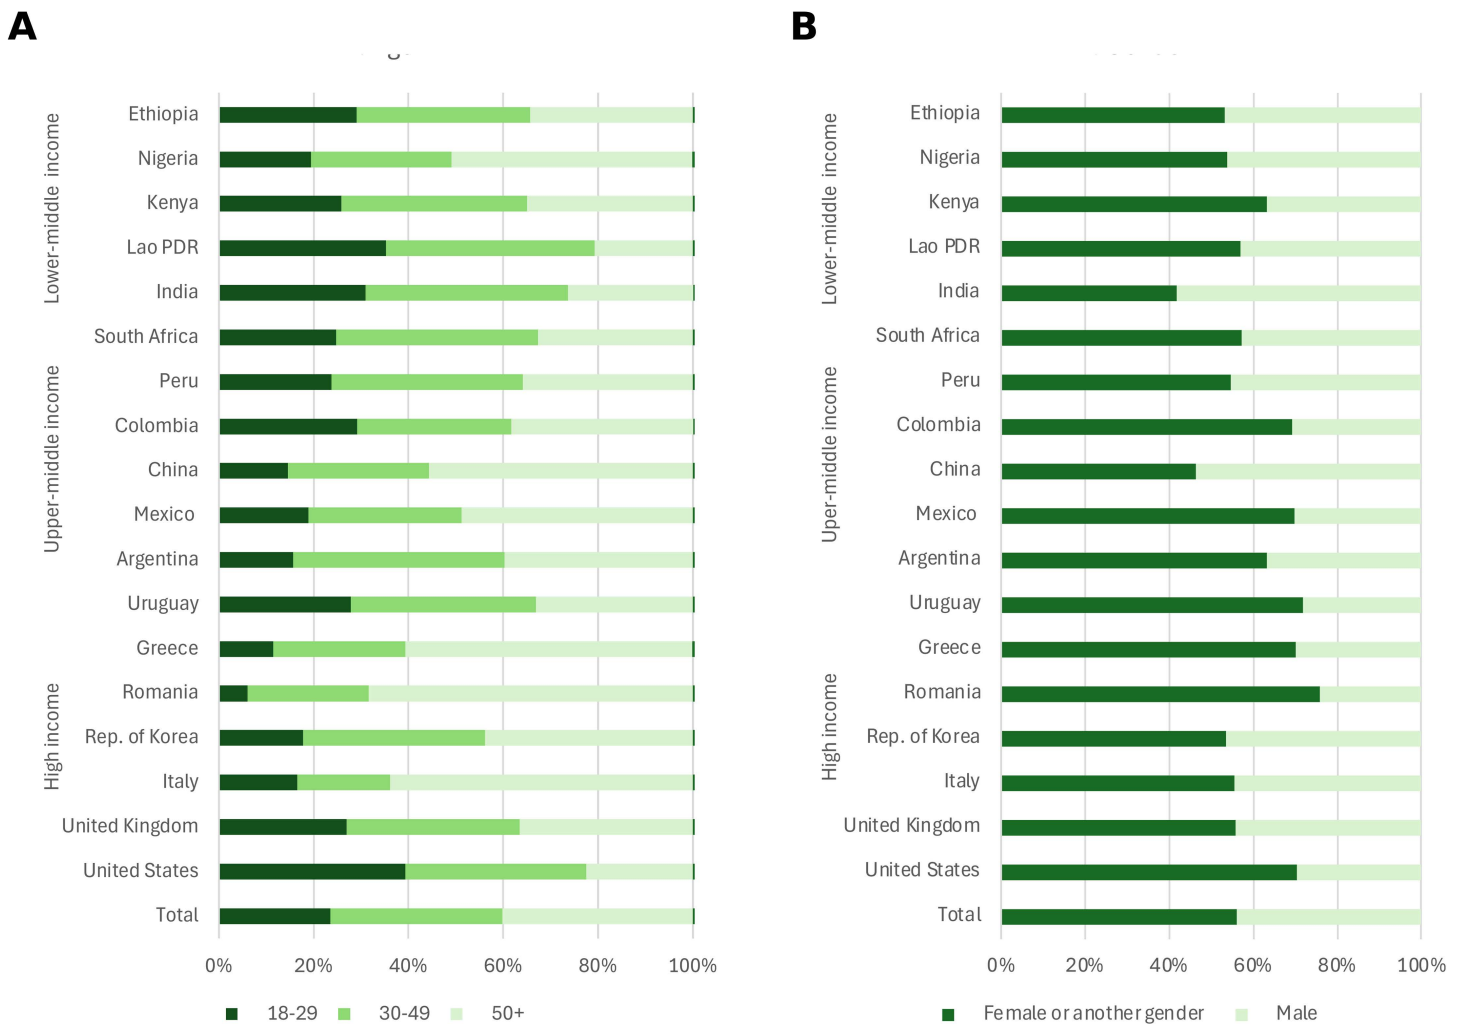 A
B
Lower-middle income
Ethiopia
Nigeria
Kenya
Lao PDR
India
South Africa
Upper-middle income
Peru
Colombia
China
Mexico
Argentina
Uruguay
Greece
High income
Romania
Rep. of Korea
Italy
United Kingdom
United States
Total
0% 20% 40% 60% 80% 100%
18-29 30-49 50+
Lower-middle income
Ethiopia
Nigeria
Kenya
Lao PDR
India
South Africa
Uper-middle income
Peru
Colombia
China
Mexico
Argentina
Uruguay
Greece
High income
Romania
Rep. of Korea
Italy
United Kingdom
United States
Total
0% 20% 40% 60% 80% 100%
Female or another gender Male